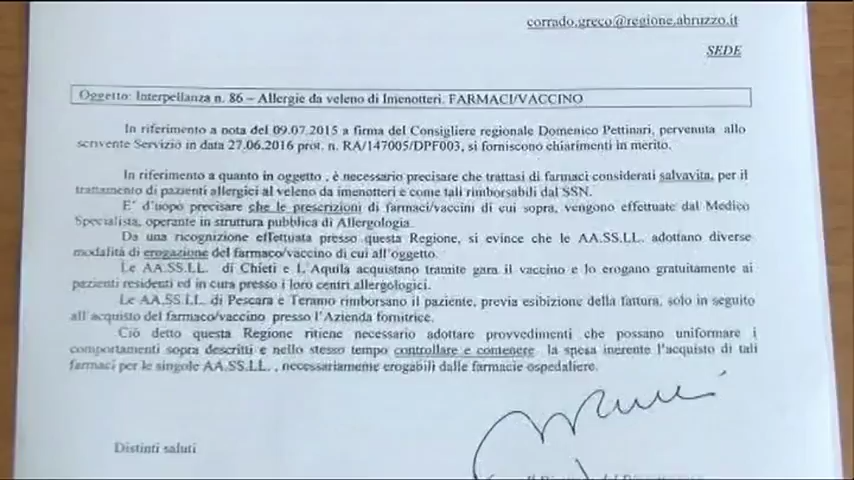 corrado.greco@regione.abruzzo.it
SEDE
Oggetto: Interpellanza n. 86 – Allergie da veleno di Imenotteri. FARMACI/VACCINO
In riferimento a nota del 09.07.2015 a firma del Consigliere regionale Domenico Pettinari, pervenuta allo
scrivente Servizio in data 27.06.2016 prot. n. RA/147005/DPF003, si forniscono chiarimenti in merito.
In riferimento a quanto in oggetto , è necessario precisare che trattasi di farmaci considerati salvavita, per il
trattamento di pazienti allergici al veleno da imenotteri e come tali rimborsabili dal SSN.
E' d'uopo precisare che le prescrizioni di farmaci/vaccini di cui sopra, vengono effettuate dal Medico
Specialista, operante in struttura pubblica di Allergologia.
Da una ricognizione effettuata presso questa Regione, si evince che le AA.SS.LL. adottano diverse
modalità di erogazione del farmaco/vaccino di cui all'oggetto.
Le AA.SS.LL. di Chieti e L'Aquila acquistano tramite gara il vaccino e lo erogano gratuitamente ai
pazienti residenti ed in cura presso i loro centri allergologici.
Le AA.SS.LL. di Pescara e Teramo rimborsano il paziente, previa esibizione della fattura, solo in seguito
all'acquisto del farmaco/vaccino presso l'Azienda fornitrice.
Ciò detto questa Regione ritiene necessario adottare provvedimenti che possano uniformare i
comportamenti sopra descritti e nello stesso tempo controllare e contenere la spesa inerente l'acquisto di tali
farmaci per le singole AA.SS.LL. , necessariamente erogabili dalle farmacie ospedaliere.
Distinti saluti